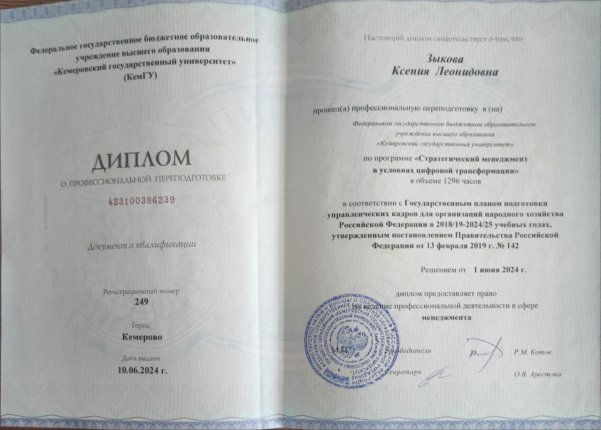 Федеральное государственное бюджетное образовательное
учреждение высшего образования
«Кемеровский государственный университет»
(КемГУ)
ДИПЛОМ
О ПРОФЕССИОНАЛЬНОЙ ПЕРЕПОДГОТОВКЕ
423100386239
Документ о квалификации
Регистрационный номер
249
Город
Кемерово
Дата выдачи
10.06.2024 г.
Настоящий диплом свидетельствует о том, что
Зыкова
Ксения Леонидовна
прошел(а) профессиональную переподготовку в (на)
Федеральном государственном бюджетном образовательном
учреждении высшего образования
«Кемеровский государственный университет»
по программе «Стратегический менеджмент
в условиях цифровой трансформации»
в объеме 1296 часов
в соответствии с Государственным планом подготовки
управленческих кадров для организаций народного хозяйства
Российской Федерации в 2018/19-2024/25 учебных годах,
утвержденным постановлением Правительства Российской
Федерации от 13 февраля 2019 г. № 142
Решением от 1 июня 2024 г.
диплом предоставляет право
на ведение профессиональной деятельности в сфере
менеджмента
Руководитель Р.М. Котов
Секретарь О.В. Арестова